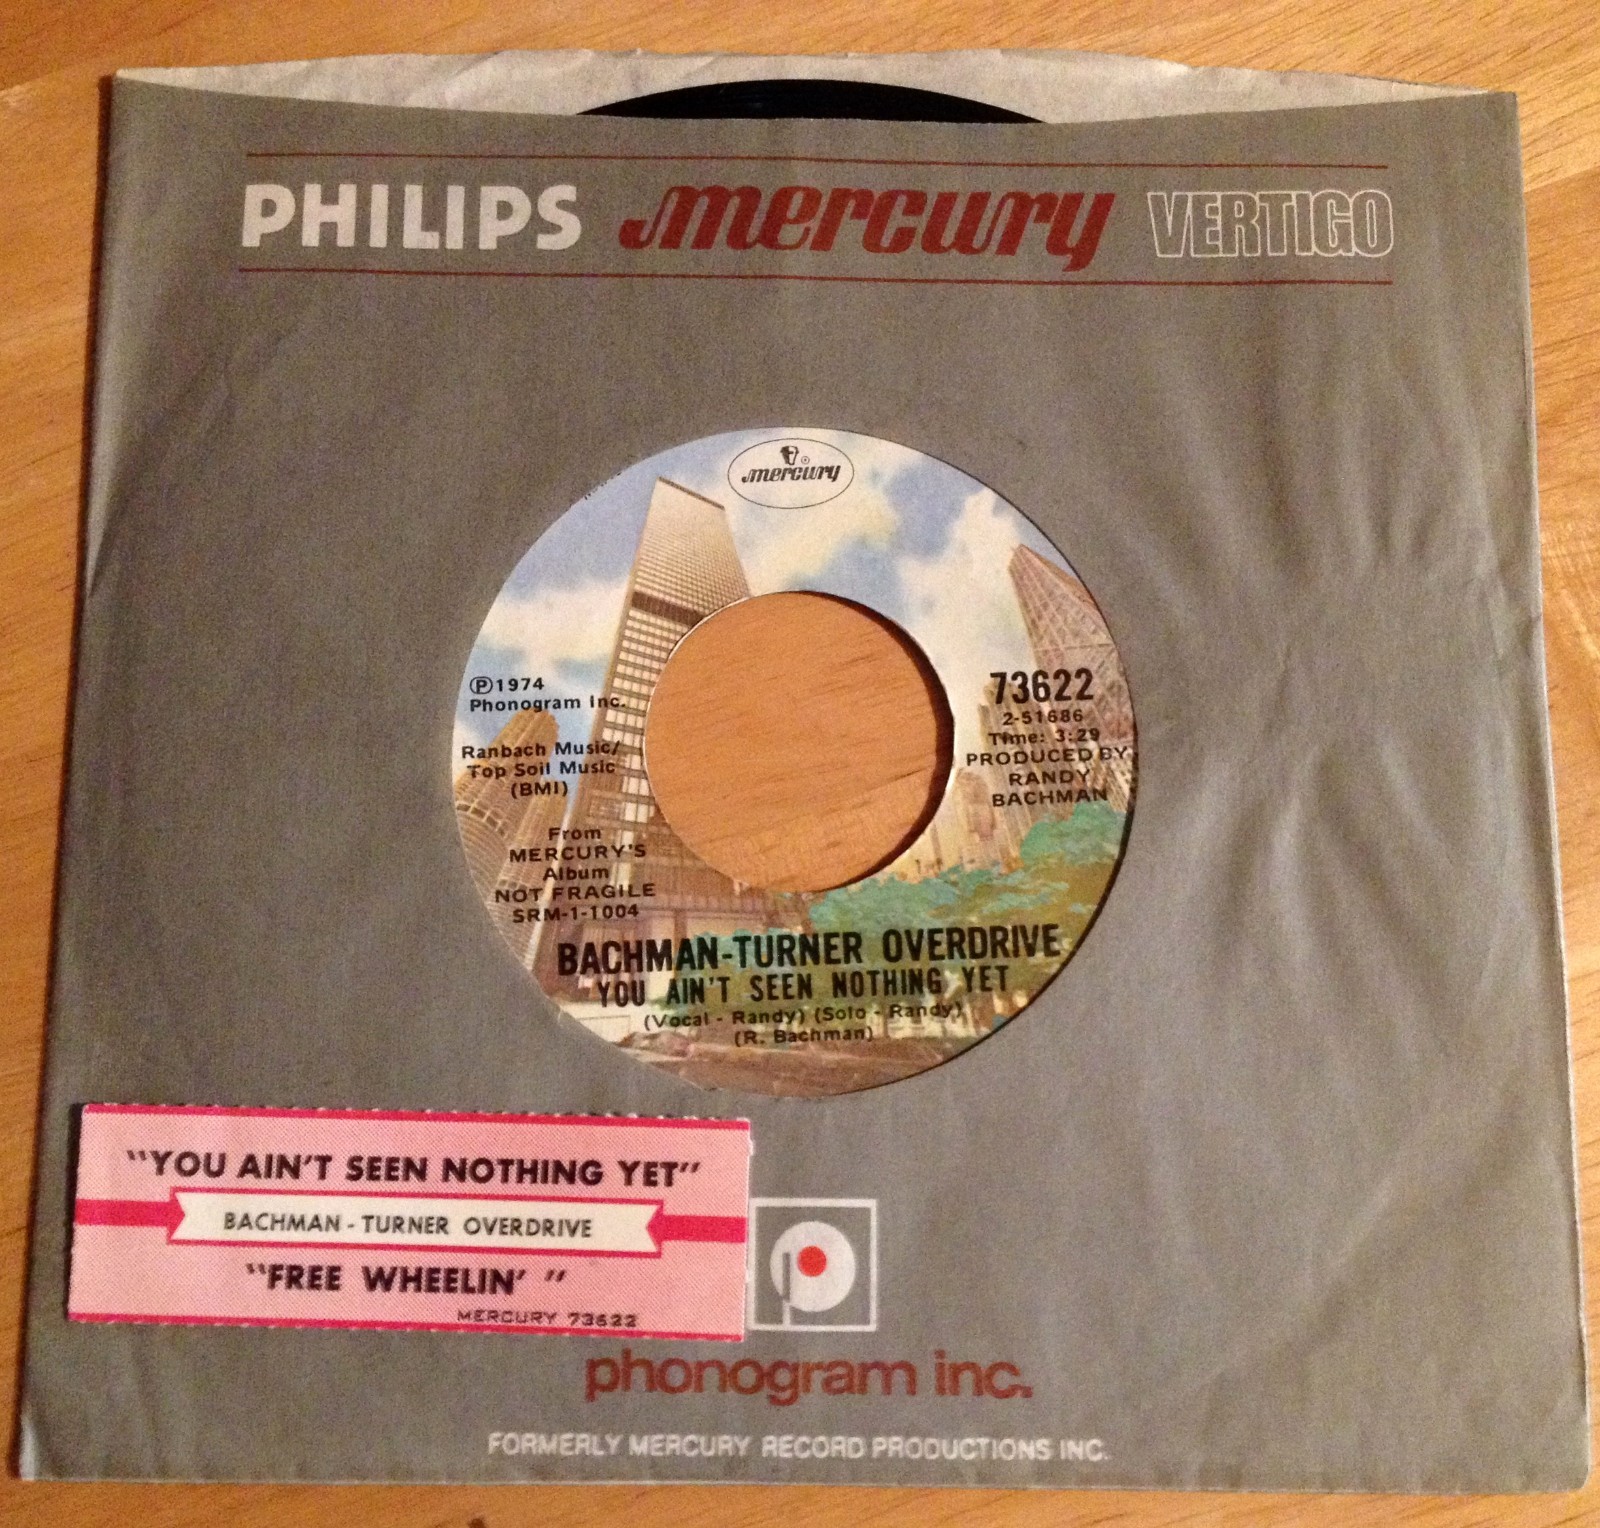 PHILIPS mercury VERTIGO
mercury
℗1974
Phonogram Inc.
Ranbach Music/
Top Soil Music
(BMI)
From
MERCURY'S
Album
NOT FRAGILE
SRM-1-1004
73622
2-51686
Time: 3:29
PRODUCED BY
RANDY
BACHMAN
BACHMAN-TURNER OVERDRIVE
YOU AIN'T SEEN NOTHING YET
(Vocal - Randy) (Solo - Randy)
(R. Bachman)
"YOU AIN'T SEEN NOTHING YET"
BACHMAN - TURNER OVERDRIVE
"FREE WHEELIN' "
MERCURY 73622
phonogram inc.
FORMERLY MERCURY RECORD PRODUCTIONS INC.